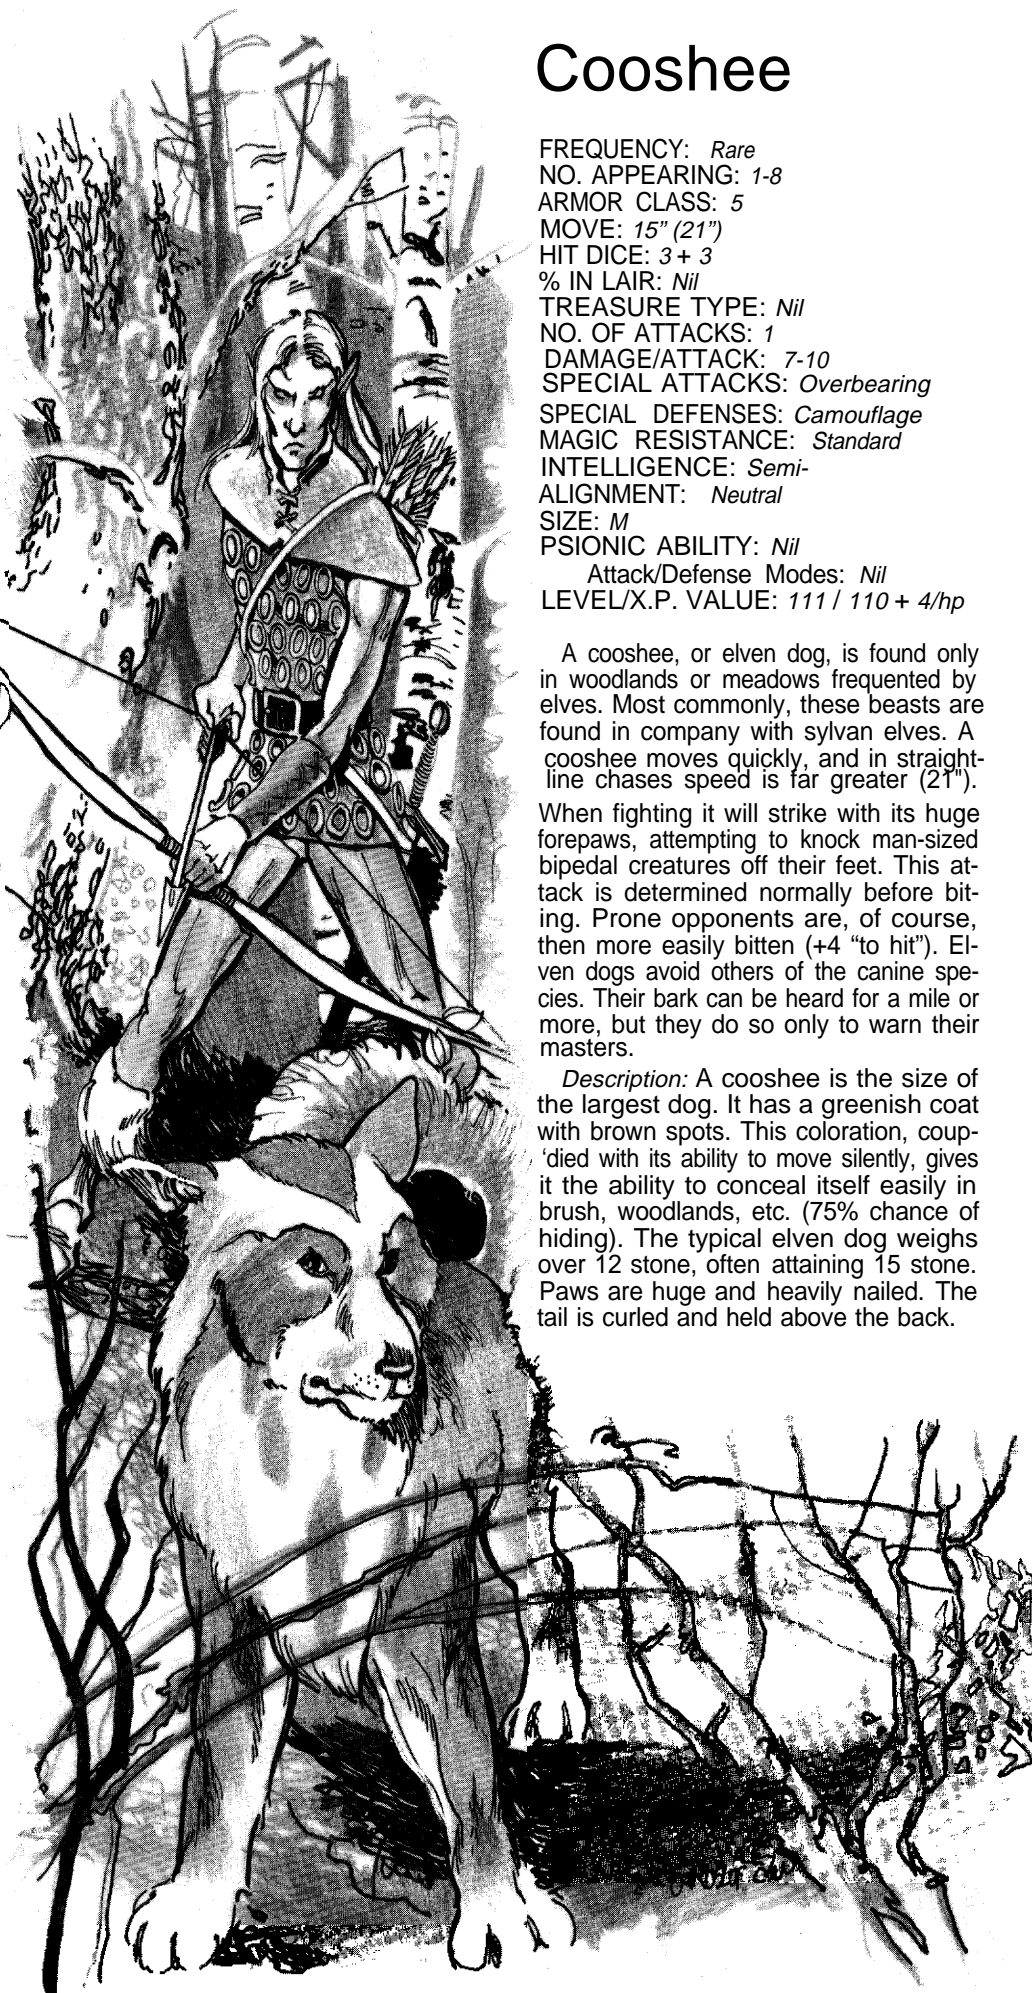 Cooshee
FREQUENCY: Rare
NO. APPEARING: 1-8
ARMOR CLASS: 5
MOVE: 15” (21”)
HIT DICE: 3 + 3
% IN LAIR: Nil
TREASURE TYPE: Nil
NO. OF ATTACKS: 1
DAMAGE/ATTACK: 7-10
SPECIAL ATTACKS: Overbearing
SPECIAL DEFENSES: Camouflage
MAGIC RESISTANCE: Standard
INTELLIGENCE: Semi-
ALIGNMENT: Neutral
SIZE: M
PSIONIC ABILITY: Nil
Attack/Defense Modes: Nil
LEVEL/X.P. VALUE: 111 / 110 + 4/hp
A cooshee, or elven dog, is found only
in woodlands or meadows frequented by
elves. Most commonly, these beasts are
found in company with sylvan elves. A
cooshee moves quickly, and in straight-
line chases speed is far greater (21").
When fighting it will strike with its huge
forepaws, attempting to knock man-sized
bipedal creatures off their feet. This at-
tack is determined normally before bit-
ing. Prone opponents are, of course,
then more easily bitten (+4 “to hit”). El-
ven dogs avoid others of the canine spe-
cies. Their bark can be heard for a mile or
more, but they do so only to warn their
masters.
Description: A cooshee is the size of
the largest dog. It has a greenish coat
with brown spots. This coloration, coup-
‘died with its ability to move silently, gives
it the ability to conceal itself easily in
brush, woodlands, etc. (75% chance of
hiding). The typical elven dog weighs
over 12 stone, often attaining 15 stone.
Paws are huge and heavily nailed. The
tail is curled and held above the back.